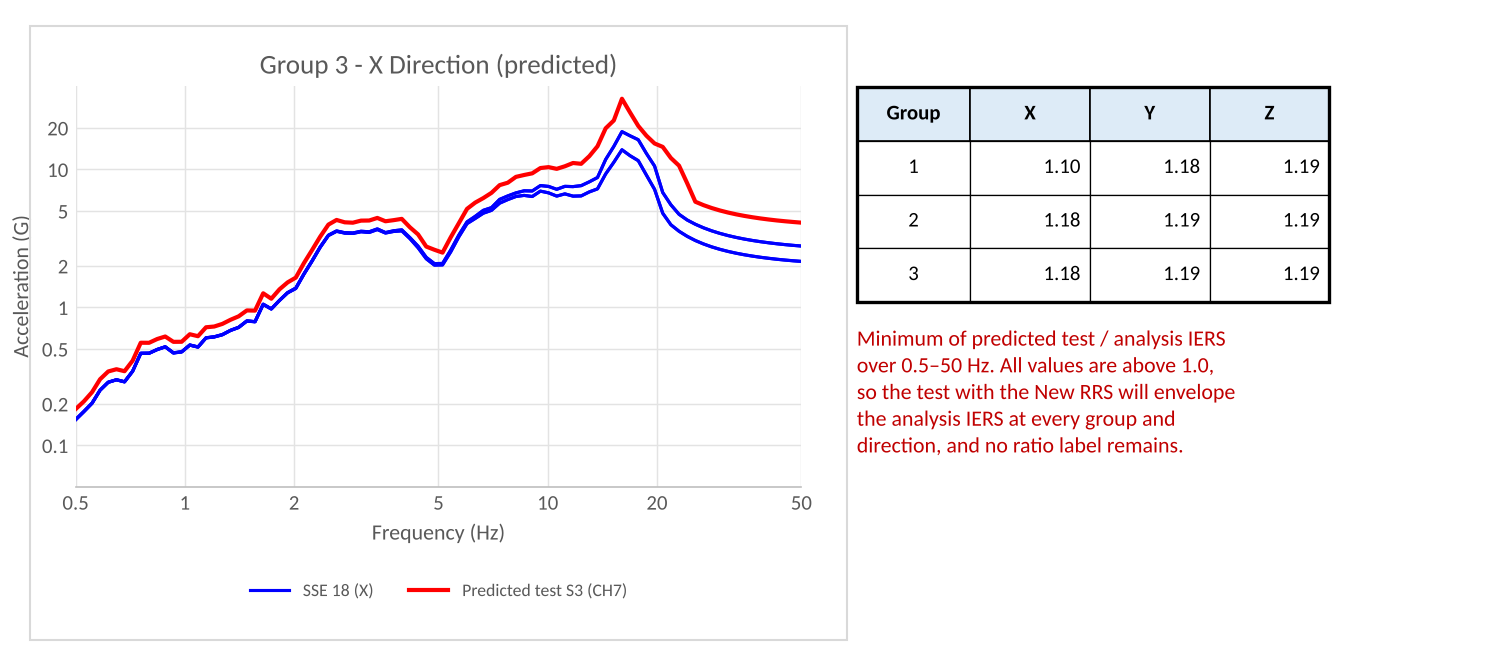 Group 3 - X Direction (predicted)
Acceleration (G)
20
10
5
2
1
0.5
0.2
0.1
0.5 1 2 5 10 20 50
Frequency (Hz)
SSE 18 (X) Predicted test S3 (CH7)
Group X Y Z
1 1.10 1.18 1.19
2 1.18 1.19 1.19
3 1.18 1.19 1.19
Minimum of predicted test / analysis IERS
over 0.5–50 Hz. All values are above 1.0,
so the test with the New RRS will envelope
the analysis IERS at every group and
direction, and no ratio label remains.